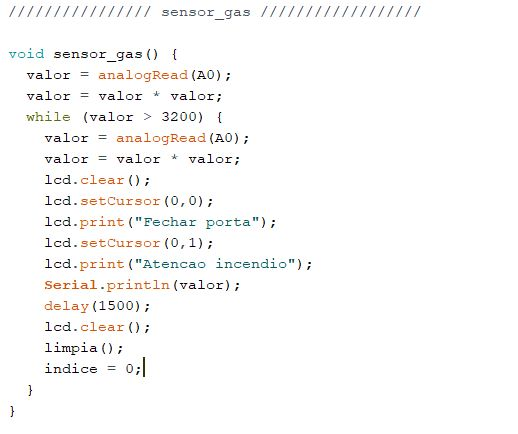 //////////////// sensor_gas //////////////////
void sensor_gas() {
valor = analogRead(A0);
valor = valor * valor;
while (valor > 3200) {
valor = analogRead(A0);
valor = valor * valor;
lcd.clear();
lcd.setCursor(0,0);
lcd.print("Fechar porta");
lcd.setCursor(0,1);
lcd.print("Atencao incendio");
Serial.println(valor);
delay(1500);
lcd.clear();
limpia();
indice = 0;
}
}